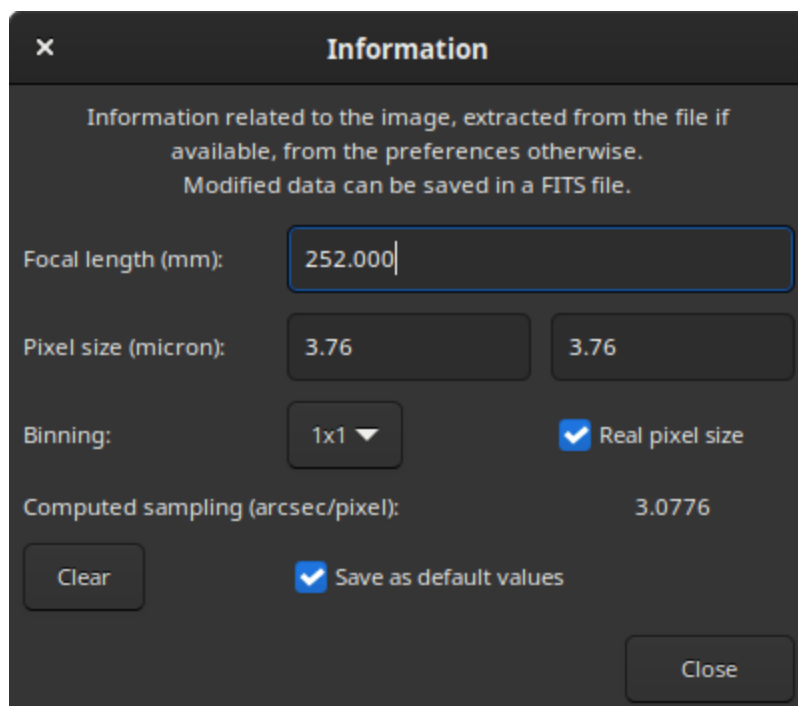 Information
Information related to the image, extracted from the file if
available, from the preferences otherwise.
Modified data can be saved in a FITS file.
Focal length (mm): 252.000
Pixel size (micron): 3.76 3.76
Binning: 1x1 Real pixel size
Computed sampling (arcsec/pixel): 3.0776
Clear Save as default values
Close